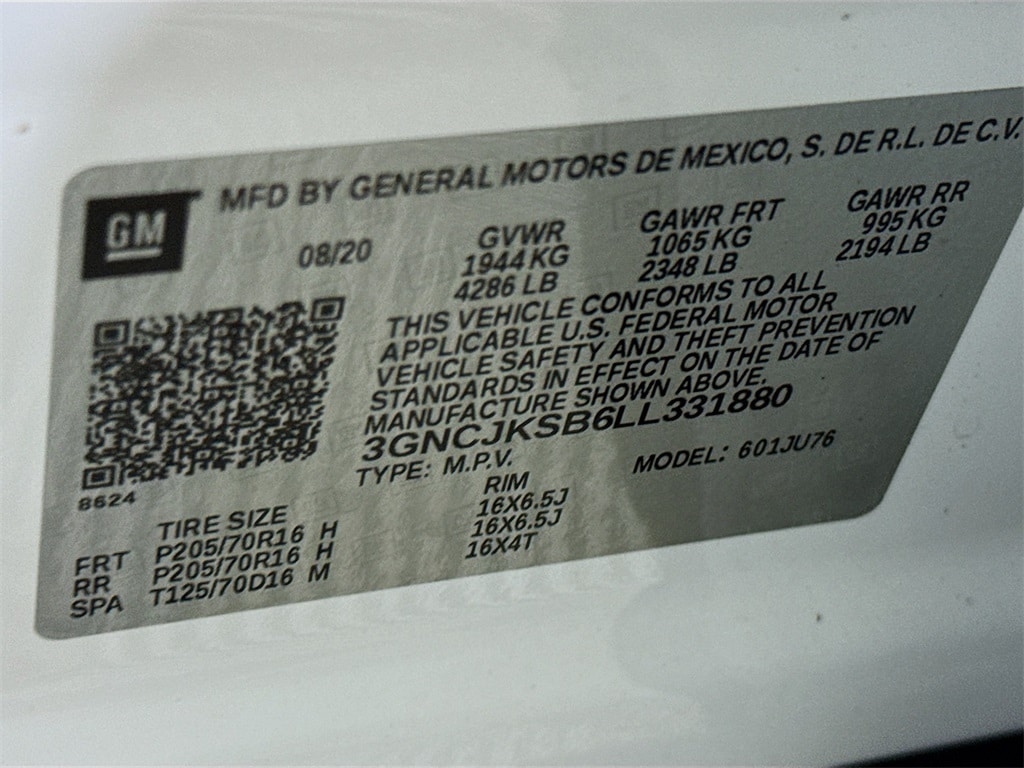 GM
MFD BY GENERAL MOTORS DE MEXICO, S. DE R.L. DE C.V.
08/20
GVWR
1944 KG
4286 LB
GAWR FRT
1065 KG
2348 LB
GAWR RR
995 KG
2194 LB
THIS VEHICLE CONFORMS TO ALL
APPLICABLE U.S. FEDERAL MOTOR
VEHICLE SAFETY AND THEFT PREVENTION
STANDARDS IN EFFECT ON THE DATE OF
MANUFACTURE SHOWN ABOVE.
3GNCJKSB6LL331880
TYPE: M.P.V. MODEL: 601JU76
8624
TIRE SIZE RIM
FRT P205/70R16 H 16X6.5J
RR P205/70R16 H 16X6.5J
SPA T125/70D16 M 16X4T